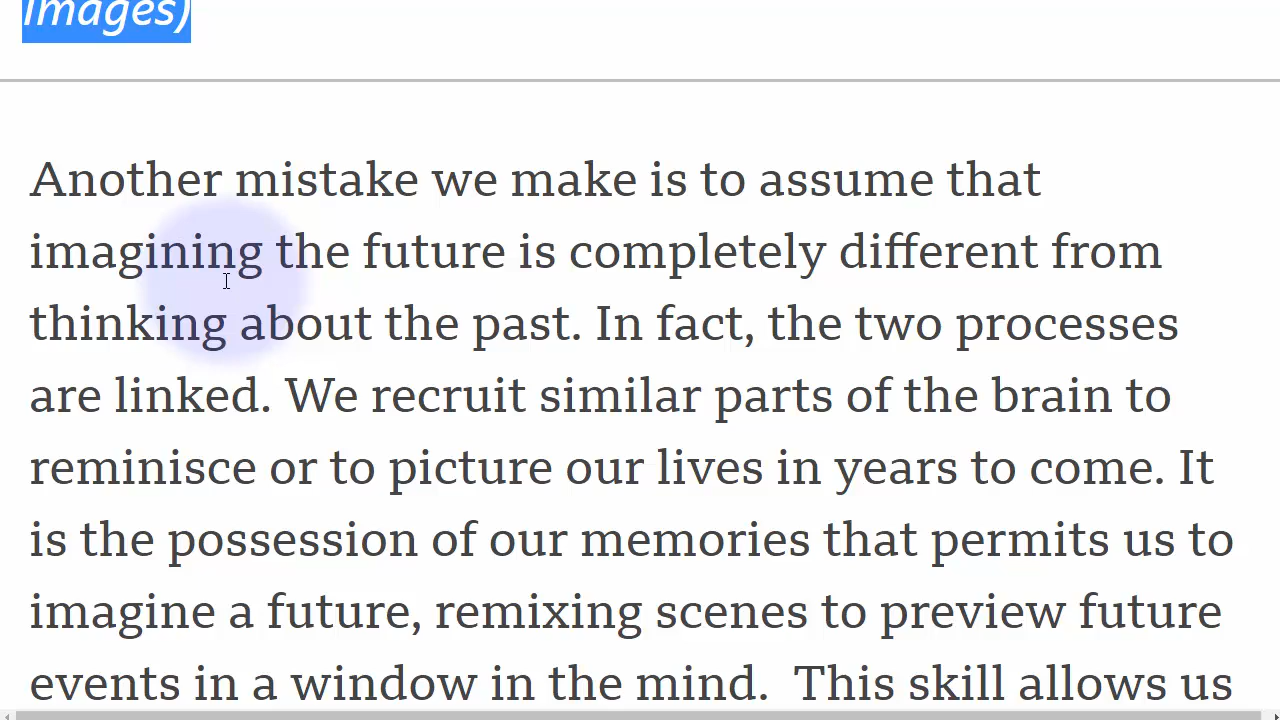 Images)
Another mistake we make is to assume that
imagining the future is completely different from
thinking about the past. In fact, the two processes
are linked. We recruit similar parts of the brain to
reminisce or to picture our lives in years to come. It
is the possession of our memories that permits us to
imagine a future, remixing scenes to preview future
events in a window in the mind.  This skill allows us